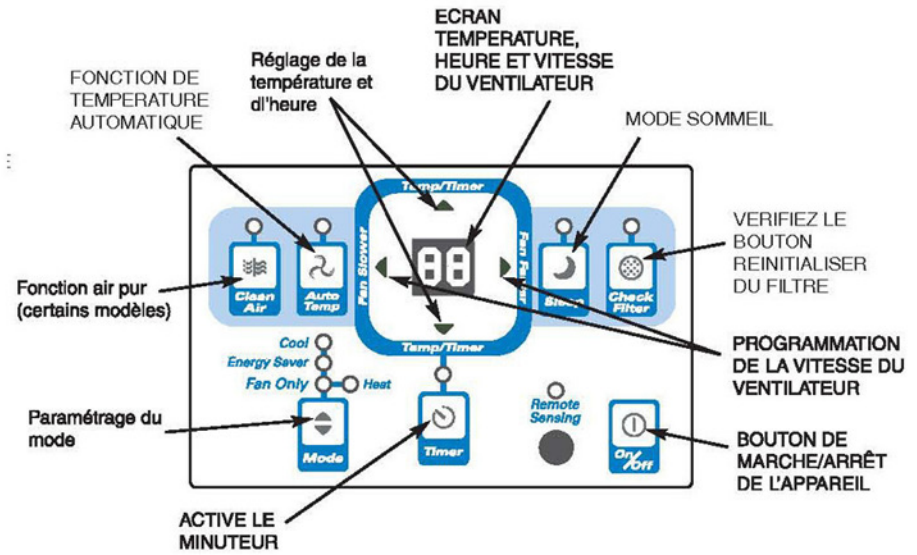 ECRAN
TEMPERATURE,
HEURE ET VITESSE
DU VENTILATEUR
Réglage de la
température et
dl'heure
FONCTION DE
TEMPERATURE
AUTOMATIQUE
MODE SOMMEIL
VERIFIEZ LE
BOUTON
REINITIALISER
DU FILTRE
Fonction air pur
(certains modèles)
Temp/Timer
Fan Slower
88
Fan Faster
Temp/Timer
Clean
Air
Auto
Temp
Sleep
Check
Filter
PROGRAMMATION
DE LA VITESSE DU
VENTILATEUR
Cool
Energy Saver
Fan Only
Heat
Paramétrage du
mode
Mode
Timer
Remote
Sensing
On/Off
BOUTON DE
MARCHE/ARRÊT
DE L'APPAREIL
ACTIVE LE
MINUTEUR